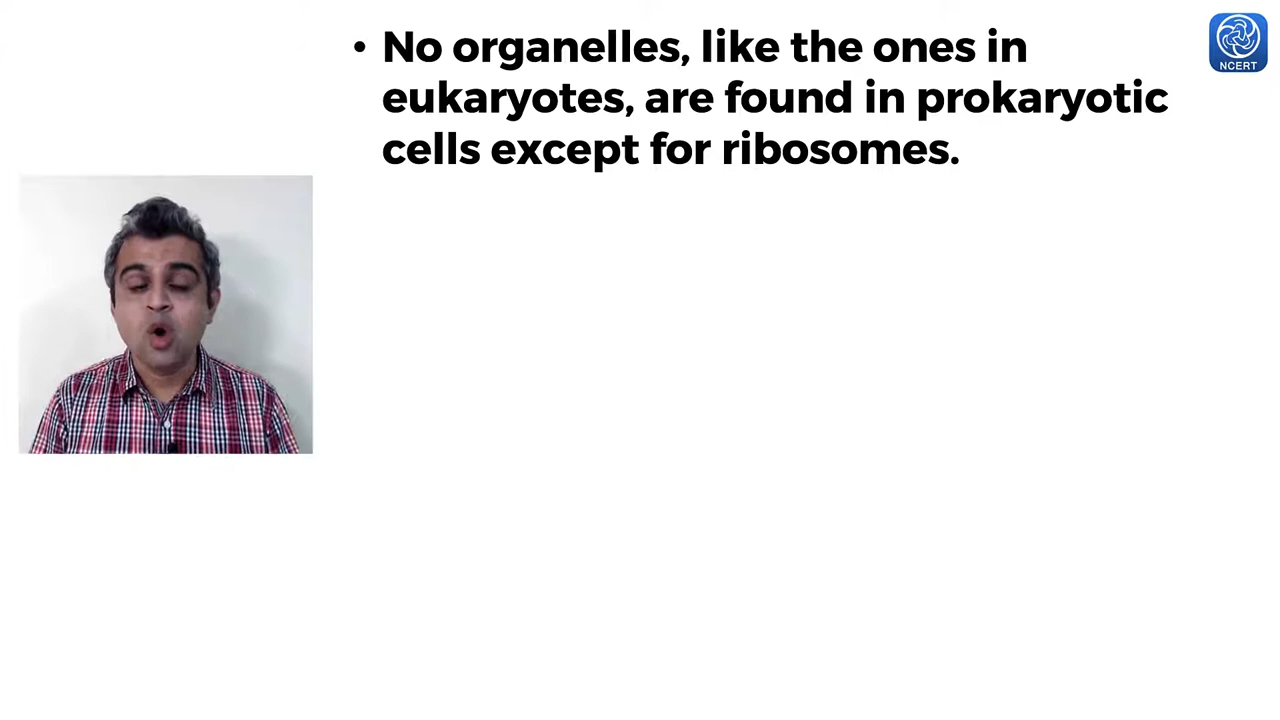 • No organelles, like the ones in
eukaryotes, are found in prokaryotic
cells except for ribosomes.
NCERT